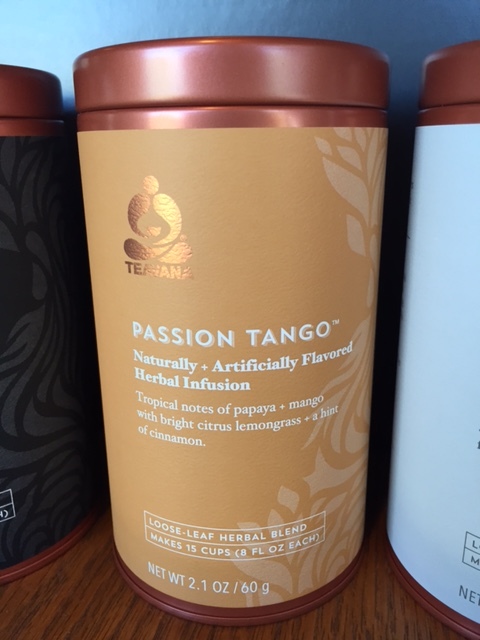 TEAVANA
PASSION TANGO™
Naturally + Artificially Flavored
Herbal Infusion
Tropical notes of papaya + mango
with bright citrus lemongrass + a hint
of cinnamon.
LOOSE-LEAF HERBAL BLEND
MAKES 15 CUPS (8 FL OZ EACH)
NET WT 2.1 OZ / 60 g